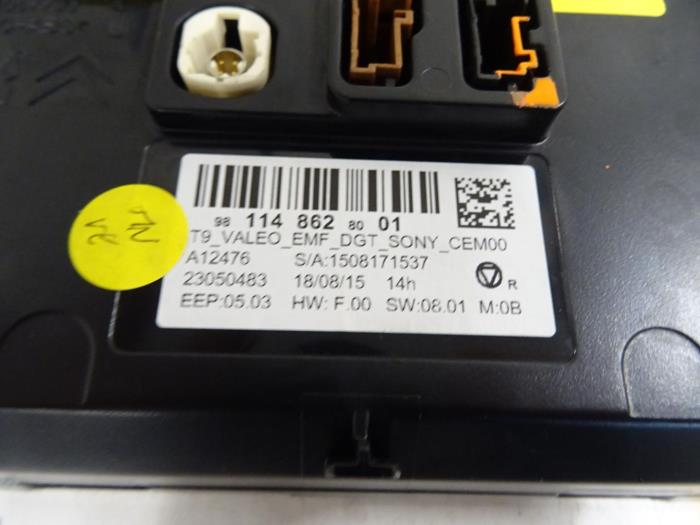 98 114 862 80 01
T9_VALEO_EMF_DGT_SONY_CEM00
A12476 S/A:1508171537
23050483 18/08/15 14h
R
EEP:05.03 HW: F.00 SW:08.01 M:0B